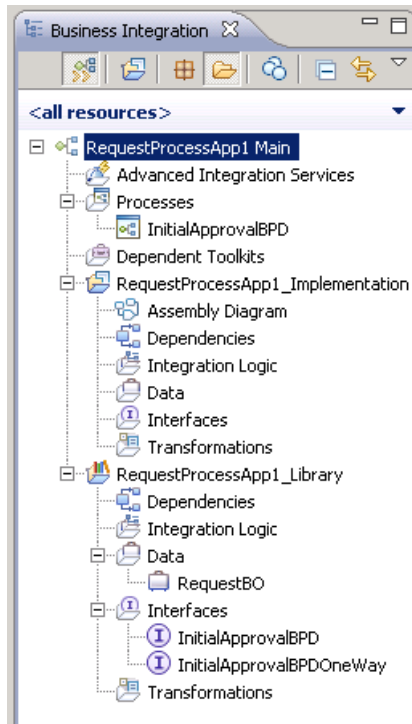 Business Integration
<all resources>
RequestProcessApp1 Main
Advanced Integration Services
Processes
InitialApprovalBPD
Dependent Toolkits
RequestProcessApp1_Implementation
Assembly Diagram
Dependencies
Integration Logic
Data
Interfaces
Transformations
RequestProcessApp1_Library
Dependencies
Integration Logic
Data
RequestBO
Interfaces
InitialApprovalBPD
InitialApprovalBPDOneWay
Transformations